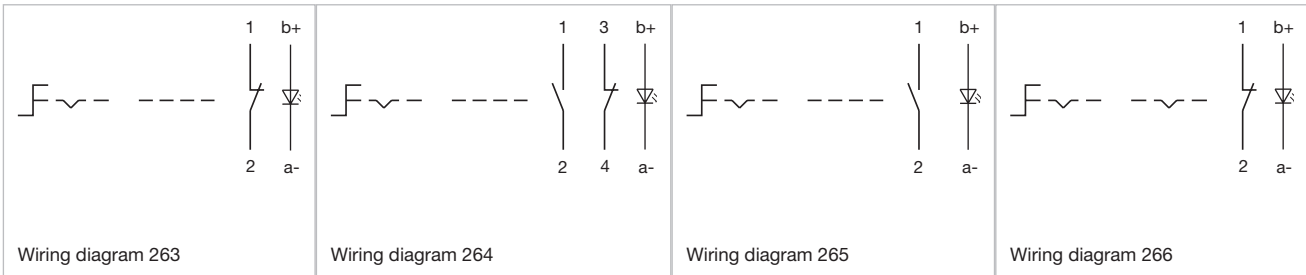 1 b+
2 a-
Wiring diagram 263
1 3 b+
2 4 a-
Wiring diagram 264
1 b+
2 a-
Wiring diagram 265
1 b+
2 a-
Wiring diagram 266